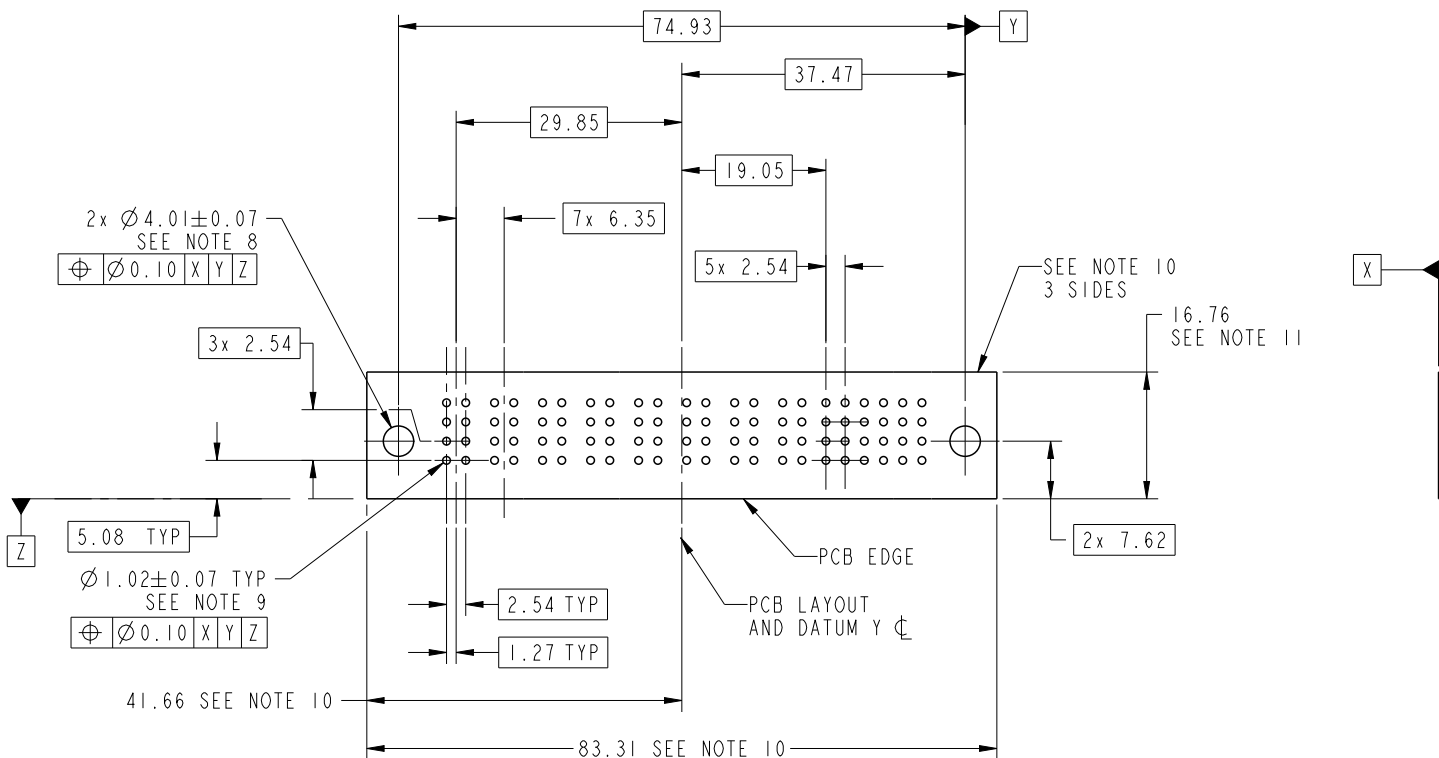 74.93
Y
37.47
29.85
19.05
2x Ø4.01±0.07
SEE NOTE 8
⌖ Ø0.10 X Y Z
7x 6.35
5x 2.54
SEE NOTE 10
3 SIDES
X
16.76
SEE NOTE 11
3x 2.54
Z
5.08 TYP
2x 7.62
PCB EDGE
Ø1.02±0.07 TYP
SEE NOTE 9
⌖ Ø0.10 X Y Z
2.54 TYP
PCB LAYOUT
AND DATUM Y ℄
1.27 TYP
41.66 SEE NOTE 10
83.31 SEE NOTE 10